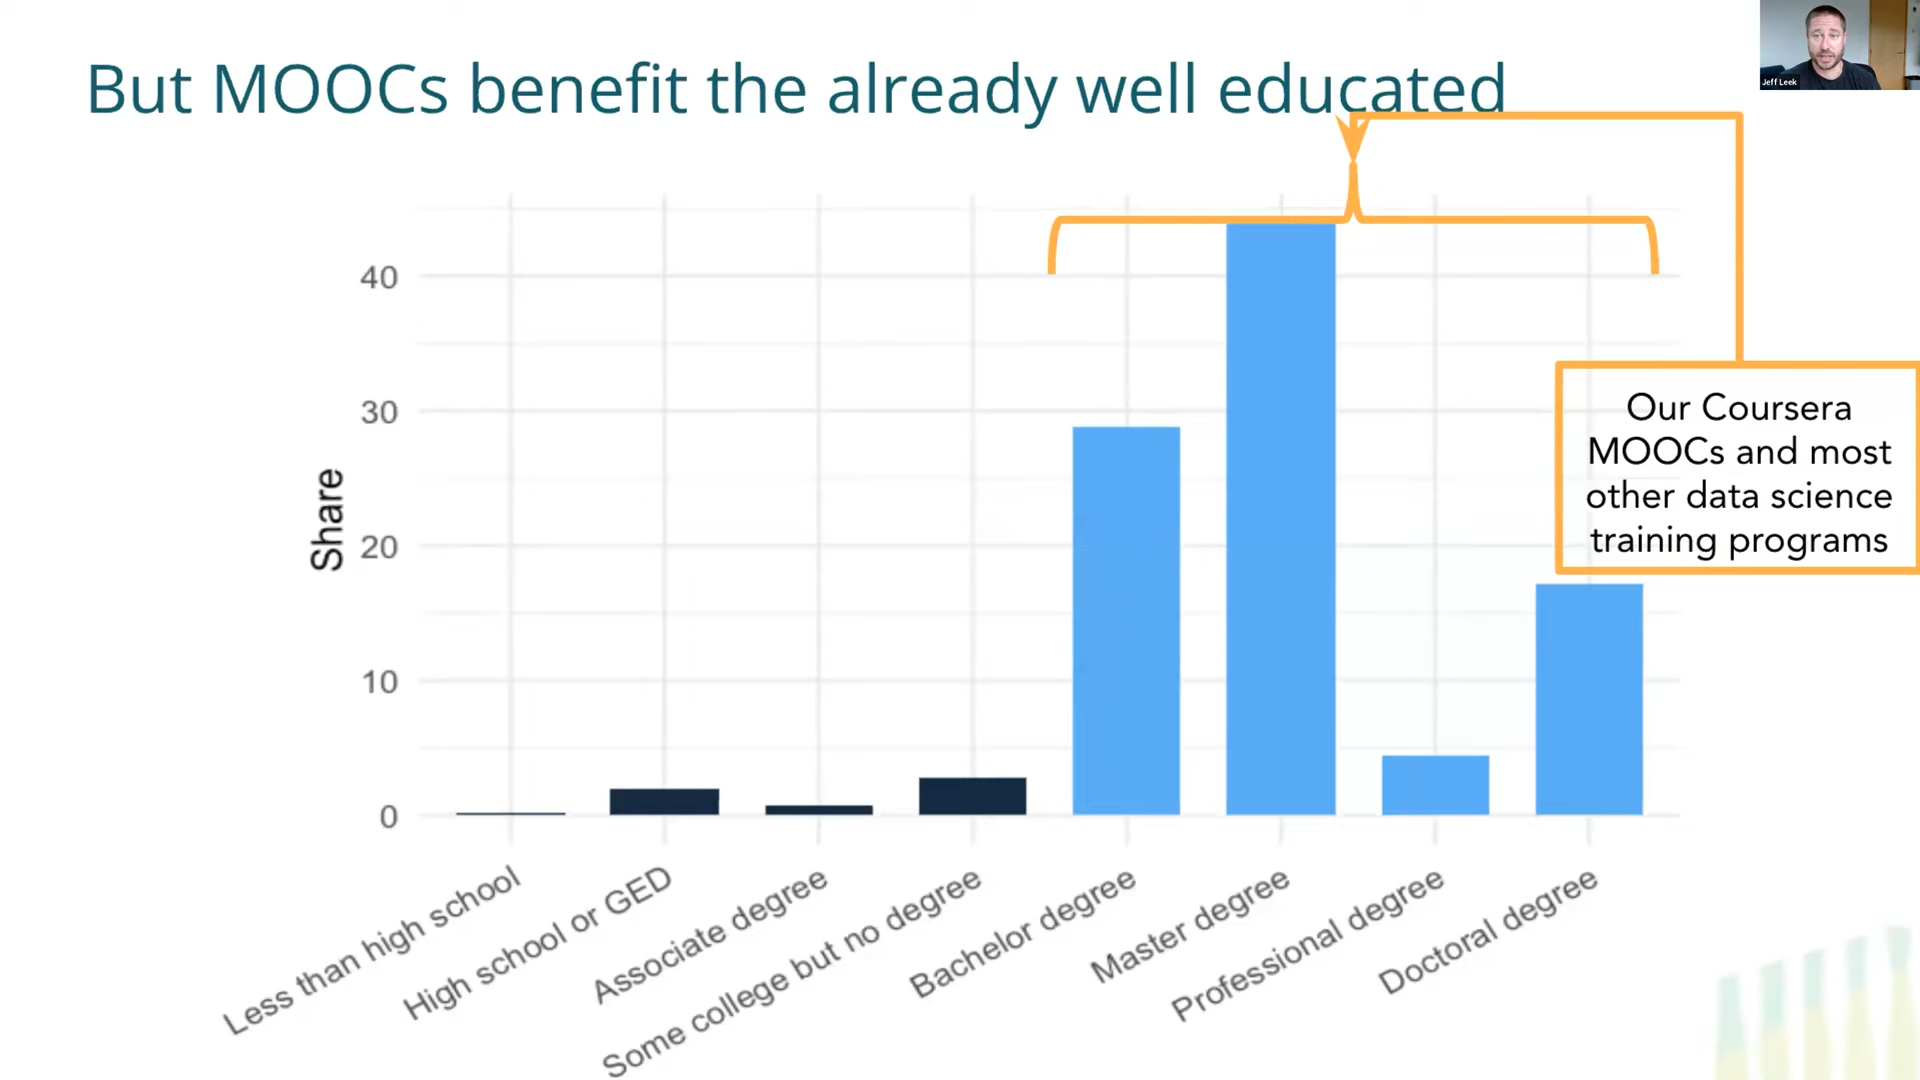 But MOOCs benefit the already well educated
Jeff Leek
40
30
20
10
0
Share
Our Coursera
MOOCs and most
other data science
training programs
Less than high school
High school or GED
Associate degree
Some college but no degree
Bachelor degree
Master degree
Professional degree
Doctoral degree